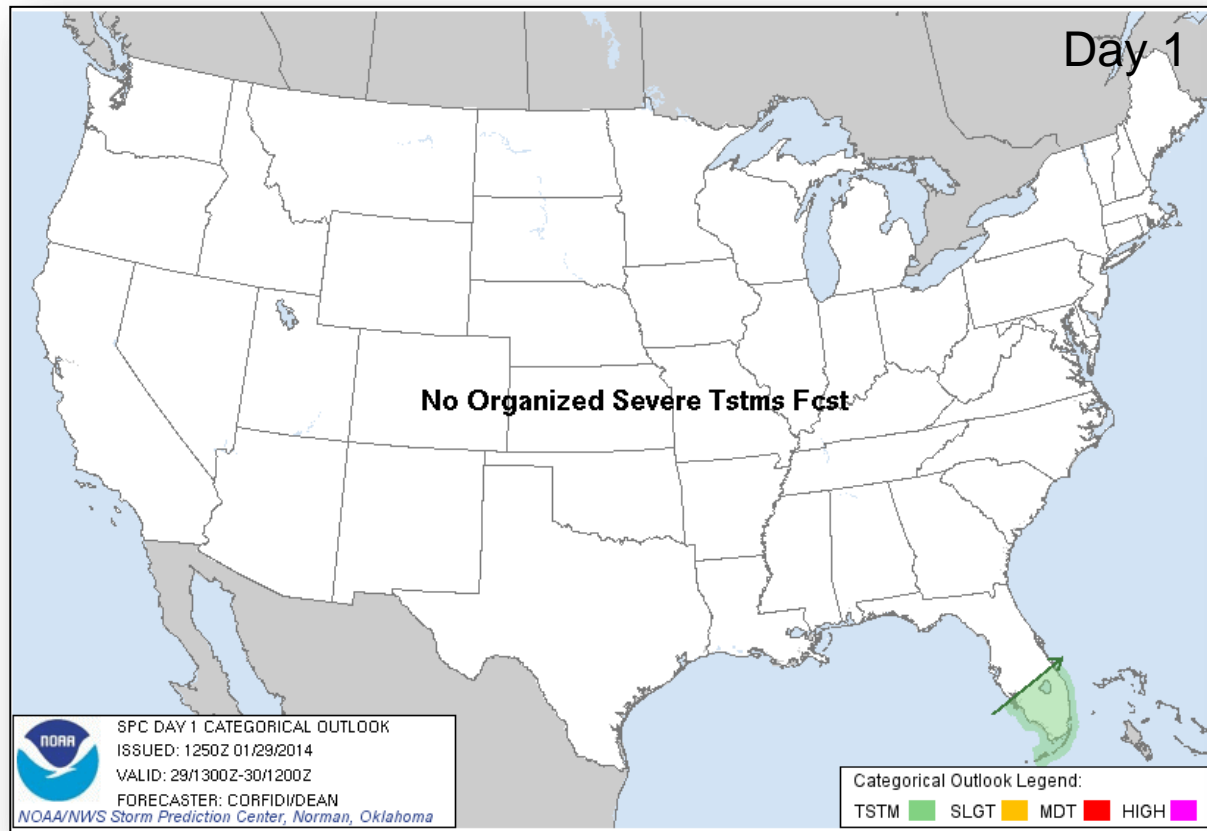 Day 1
No Organized Severe Tstms Fcst
NOAA
SPC DAY 1 CATEGORICAL OUTLOOK
ISSUED: 1250Z 01/29/2014
VALID: 29/1300Z-30/1200Z
FORECASTER: CORFIDI/DEAN
NOAA/NWS Storm Prediction Center, Norman, Oklahoma
Categorical Outlook Legend:
TSTM SLGT MDT HIGH